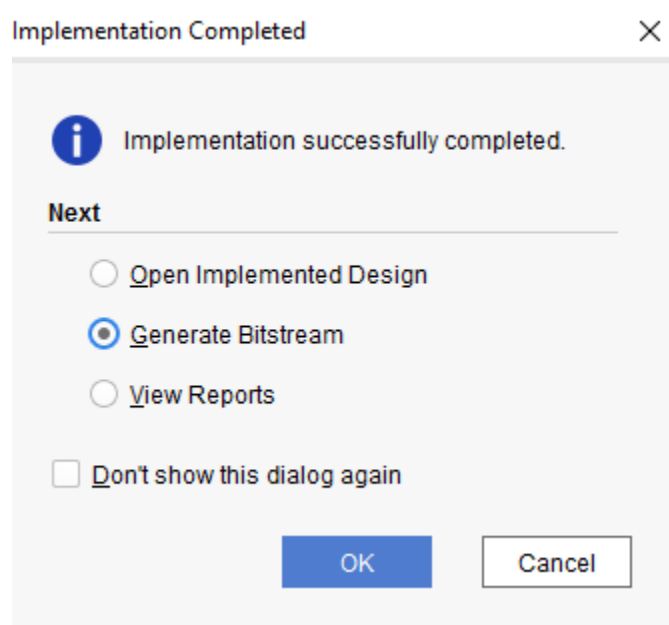 Implementation Completed
Implementation successfully completed.
Next
Open Implemented Design
Generate Bitstream
View Reports
Don't show this dialog again
OK
Cancel